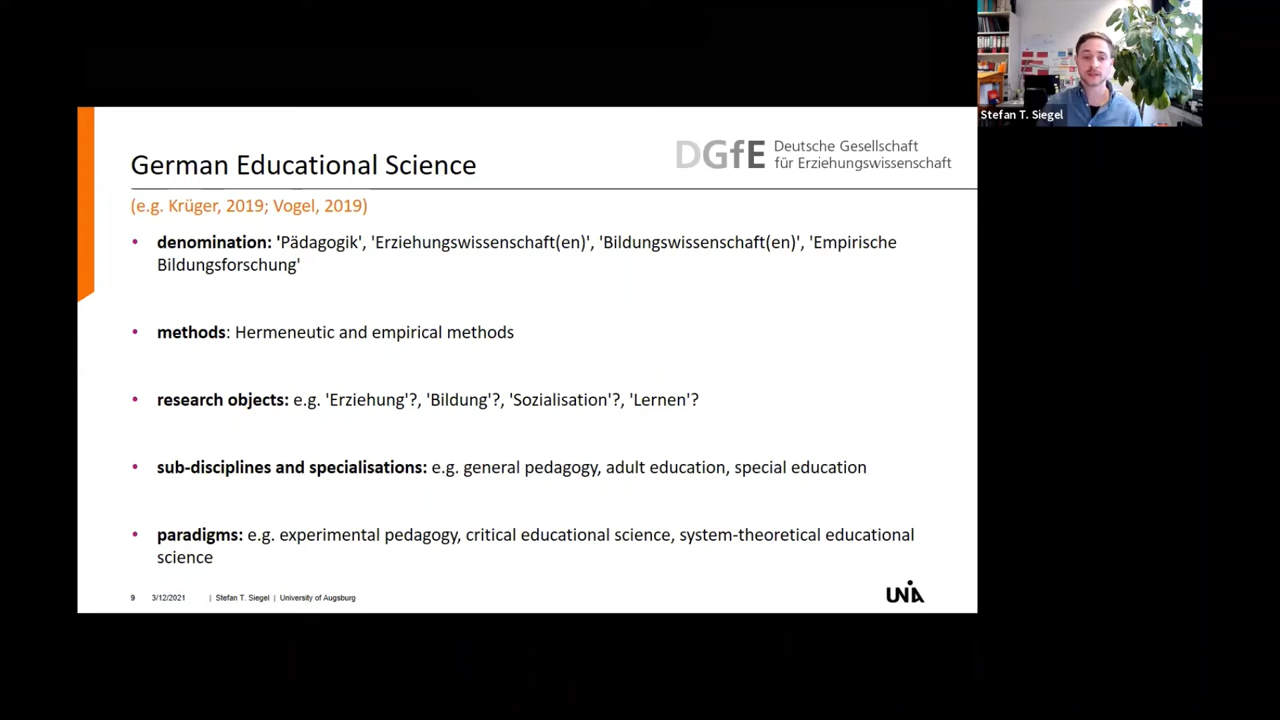 Stefan T. Siegel
German Educational Science
DGfE Deutsche Gesellschaft
für Erziehungswissenschaft
(e.g. Krüger, 2019; Vogel, 2019)
• denomination: 'Pädagogik', 'Erziehungswissenschaft(en)', 'Bildungswissenschaft(en)', 'Empirische
Bildungsforschung'
• methods: Hermeneutic and empirical methods
• research objects: e.g. 'Erziehung'?, 'Bildung'?, 'Sozialisation'?, 'Lernen'?
• sub-disciplines and specialisations: e.g. general pedagogy, adult education, special education
• paradigms: e.g. experimental pedagogy, critical educational science, system-theoretical educational
science
9 3/12/2021 | Stefan T. Siegel | University of Augsburg
UNIA